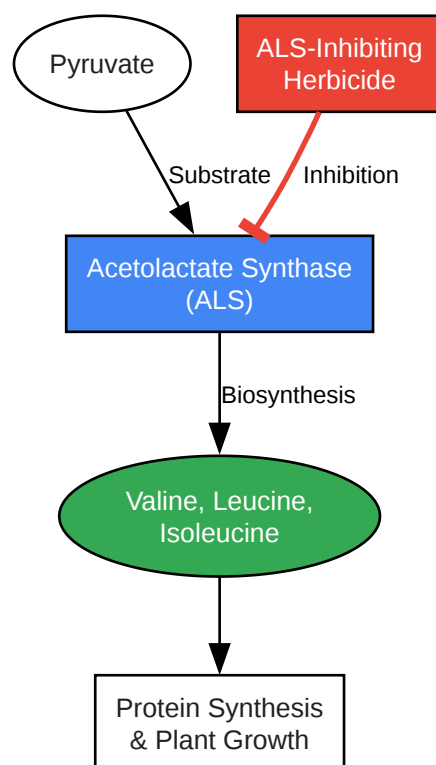 Pyruvate
ALS-Inhibiting
Herbicide
Substrate
Inhibition
Acetolactate Synthase
(ALS)
Biosynthesis
Valine, Leucine,
Isoleucine
Protein Synthesis
& Plant Growth